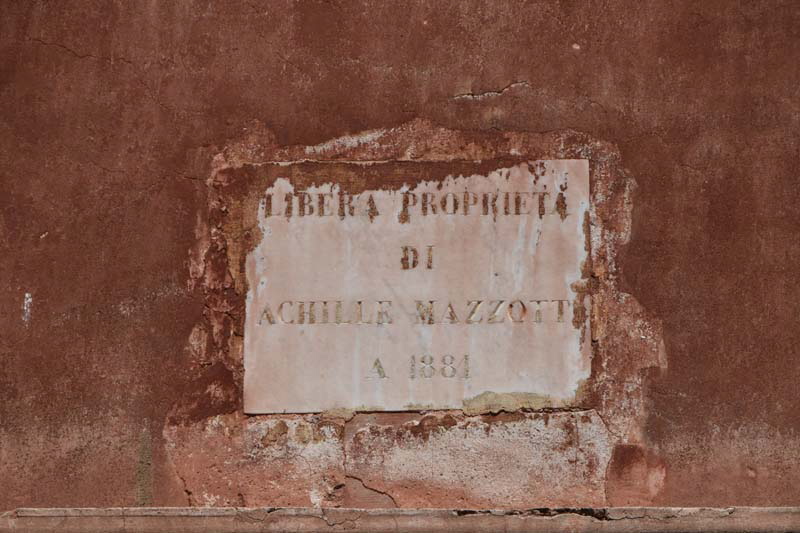 LIBERA PROPRIETÀ
DI
ACHILLE MAZZOTTI
A 1881